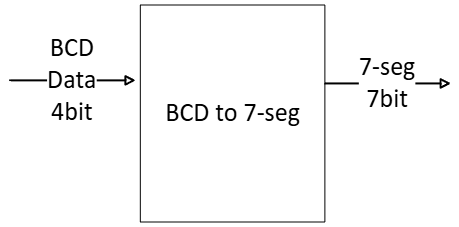 BCD
Data
4bit
BCD to 7-seg
7-seg
7bit